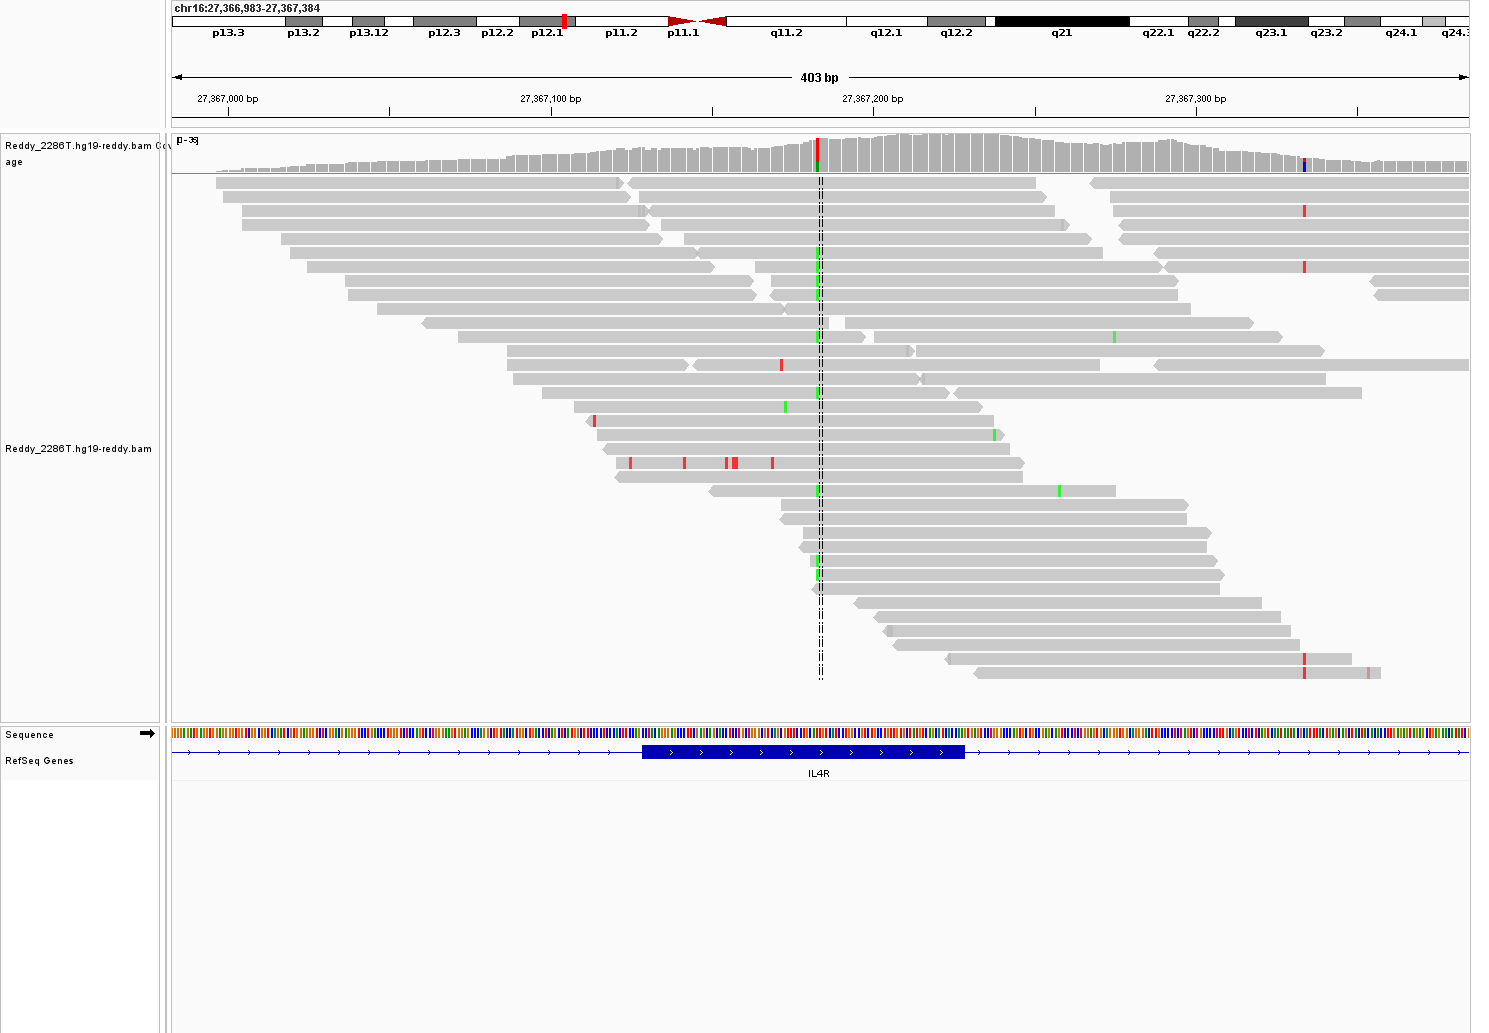 chr16:27,366,983-27,367,384
p13.3 p13.2 p13.12 p12.3 p12.2 p12.1 p11.2 p11.1 q11.2 q12.1 q12.2 q21 q22.1 q22.2 q23.1 q23.2 q24.1
403 bp
27,367,000 bp 27,367,100 bp 27,367,200 bp 27,367,300 bp
Reddy_2286T.hg19-reddy.bam
age
Reddy_2286T.hg19-reddy.bam
Sequence
RefSeq Genes
IL4R